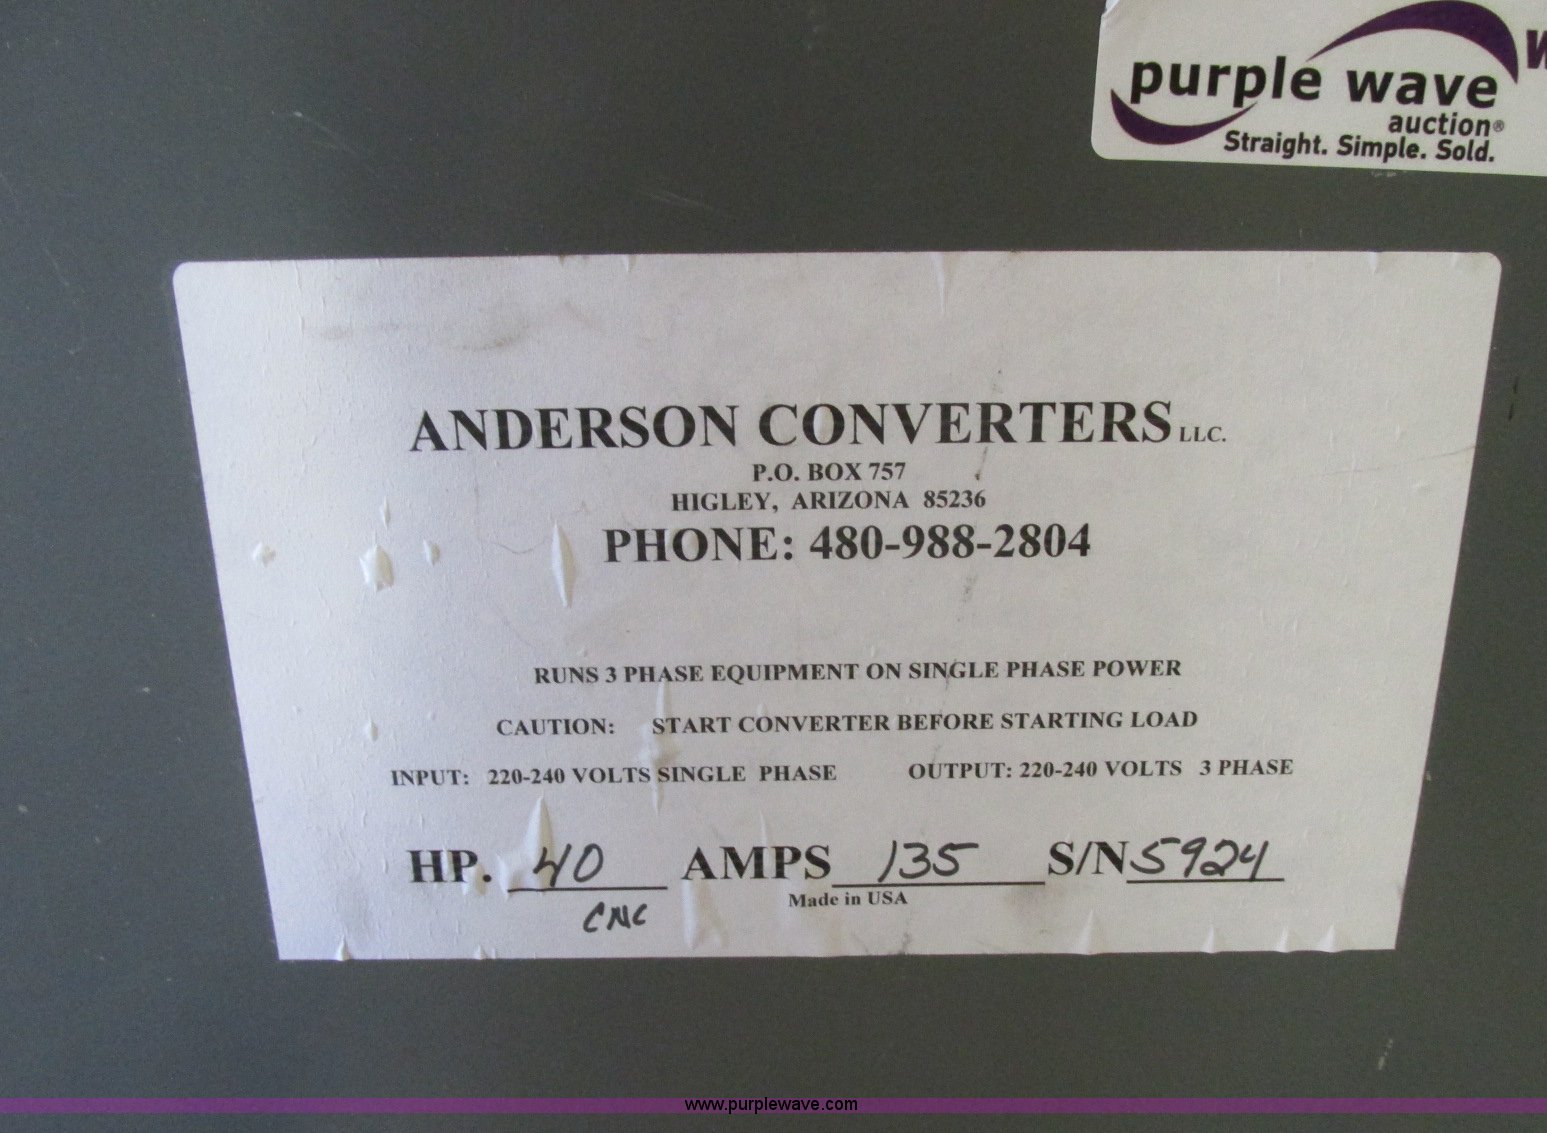 purple wave
auction®
Straight. Simple. Sold.
ANDERSON CONVERTERS LLC.
P.O. BOX 757
HIGLEY, ARIZONA 85236
PHONE: 480-988-2804
RUNS 3 PHASE EQUIPMENT ON SINGLE PHASE POWER
CAUTION: START CONVERTER BEFORE STARTING LOAD
INPUT: 220-240 VOLTS SINGLE PHASE OUTPUT: 220-240 VOLTS 3 PHASE
HP. 40 AMPS 135 S/N 5924
Made in USA
CNC
www.purplewave.com